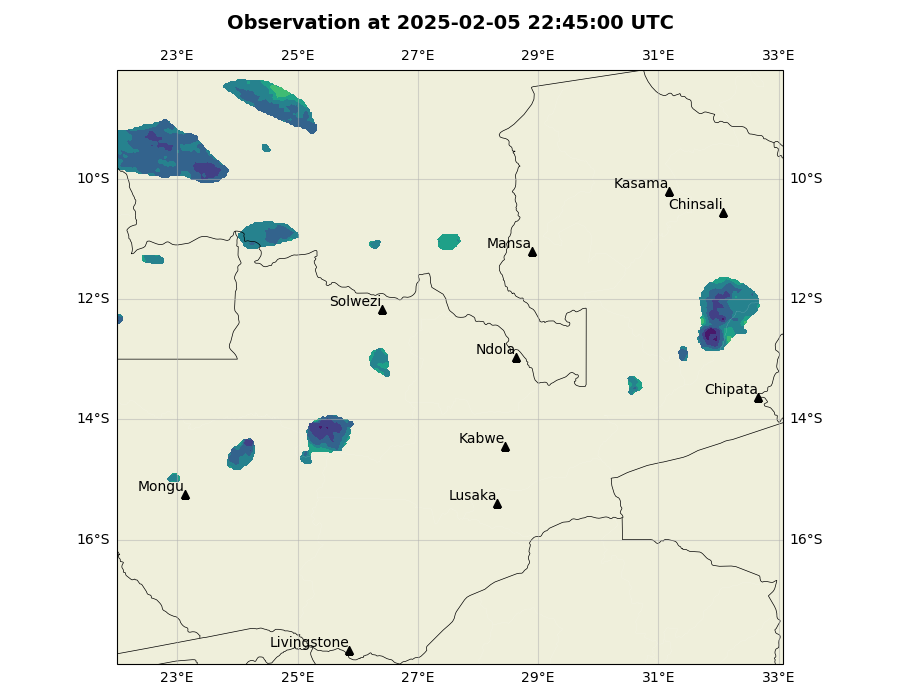 Observation at 2025-02-05 22:45:00 UTC
23°E 25°E 27°E 29°E 31°E 33°E
10°S 10°S
Kasama
Chinsali
Mansa
12°S 12°S
Solwezi
Ndola
Chipata
14°S 14°S
Kabwe
Mongu
Lusaka
16°S 16°S
Livingstone
23°E 25°E 27°E 29°E 31°E 33°E